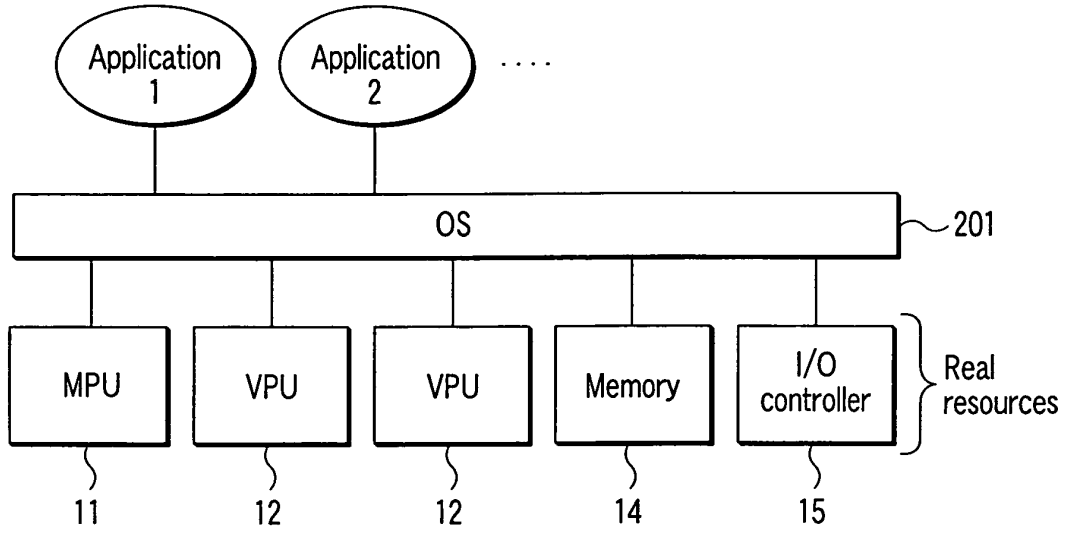 Application
1
Application
2
....
OS
201
MPU
VPU
VPU
Memory
I/O
controller
Real
resources
11
12
12
14
15